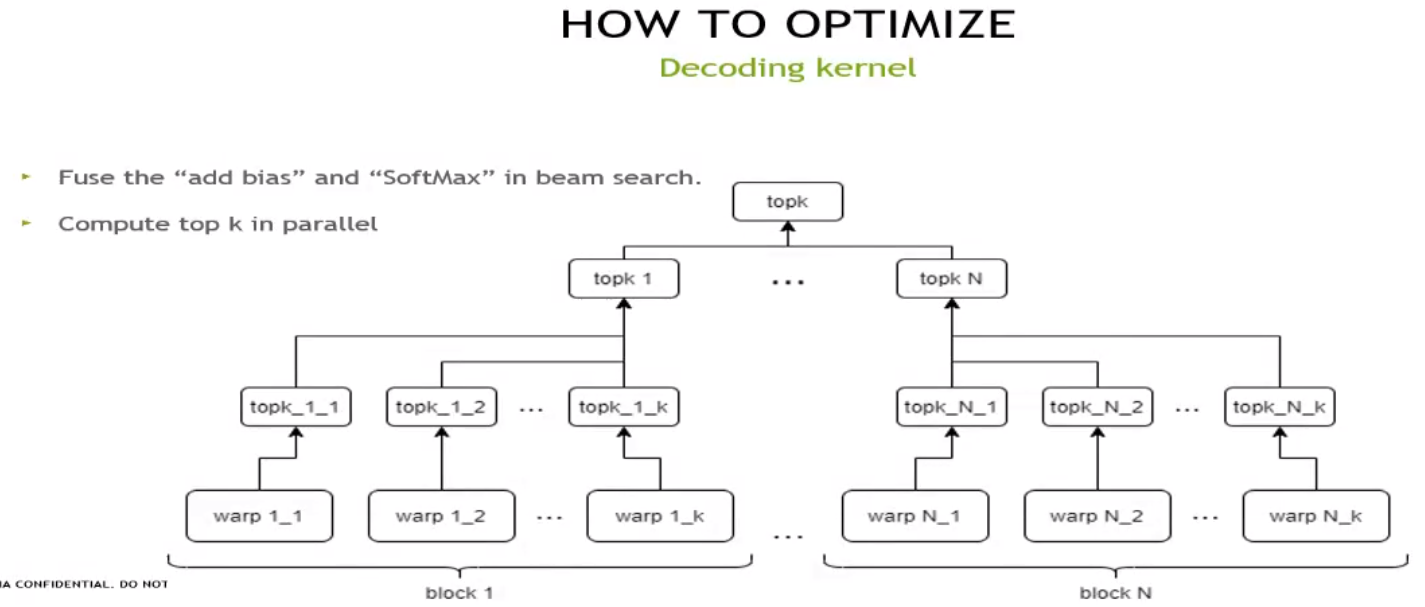 HOW TO OPTIMIZE
Decoding kernel
► Fuse the “add bias” and “SoftMax” in beam search.
► Compute top k in parallel
topk
topk 1 ... topk N
topk_1_1 topk_1_2 ... topk_1_k topk_N_1 topk_N_2 ... topk_N_k
warp 1_1 warp 1_2 ... warp 1_k ... warp N_1 warp N_2 ... warp N_k
block 1 block N
CONFIDENTIAL. DO NOT